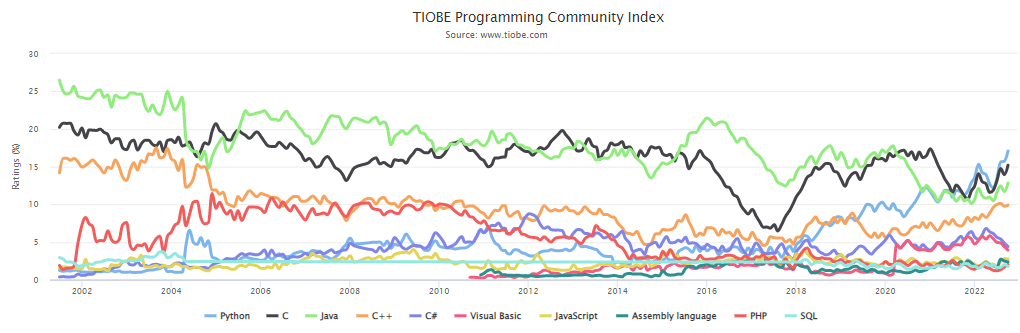 TIOBE Programming Community Index
Source: www.tiobe.com
Ratings (%)
30
25
20
15
10
5
0
2002 2004 2006 2008 2010 2012 2014 2016 2018 2020 2022
Python C Java C++ C# Visual Basic JavaScript Assembly language PHP SQL